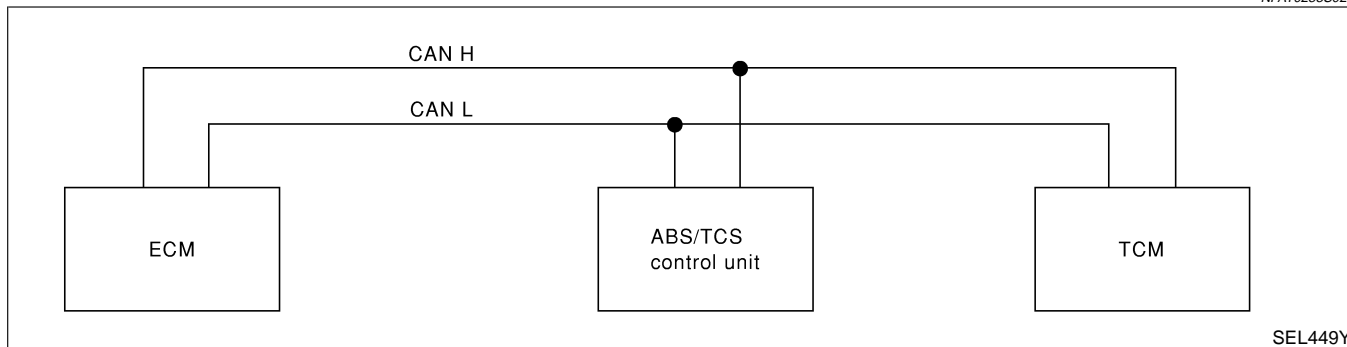 CAN H
CAN L
ECM
ABS/TCS
control unit
TCM
SEL449Y